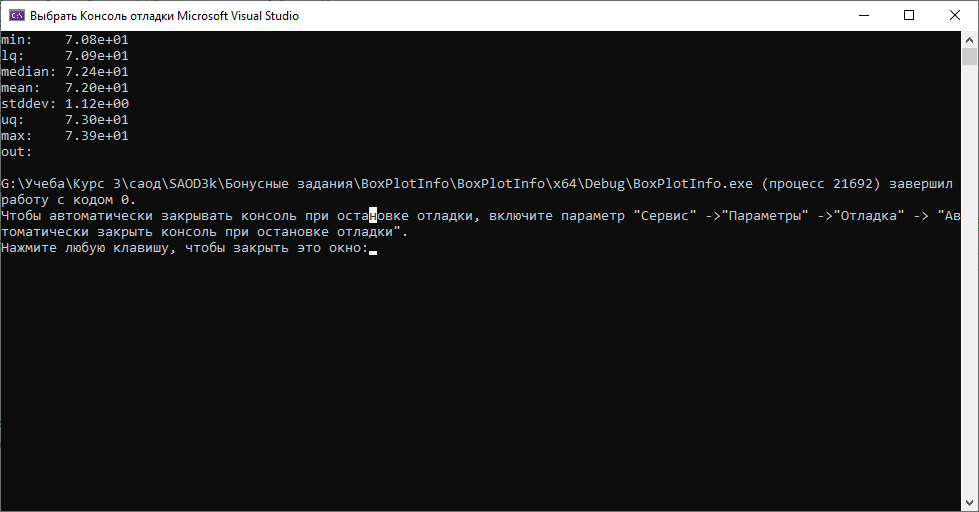 Выбрать Консоль отладки Microsoft Visual Studio
min:    7.08e+01
lq:     7.09e+01
median: 7.24e+01
mean:   7.20e+01
stddev: 1.12e+00
uq:     7.30e+01
max:    7.39e+01
out:
G:\Учеба\Курс 3\саод\SAOD3k\Бонусные задания\BoxPlotInfo\BoxPlotInfo\x64\Debug\BoxPlotInfo.exe (процесс 21692) завершил
работу с кодом 0.
Чтобы автоматически закрывать консоль при остановке отладки, включите параметр "Сервис" ->"Параметры" ->"Отладка" -> "Ав
томатически закрыть консоль при остановке отладки".
Нажмите любую клавишу, чтобы закрыть это окно: